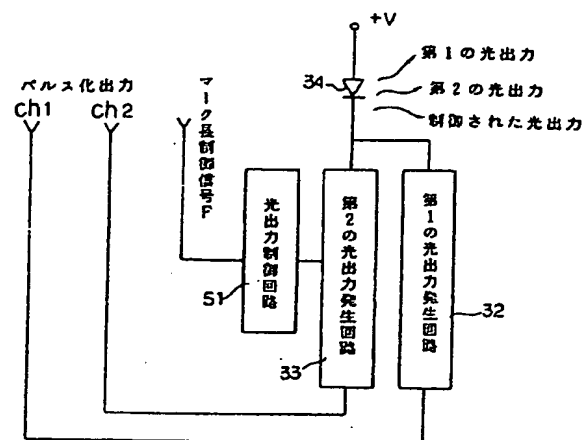 +V
34
第1の光出力
第2の光出力
制御された光出力
パルス化出力
Ch1
Ch2
マーク長制御信号F
光出力制御回路
51
第2の光出力発生回路
33
第1の光出力発生回路
32